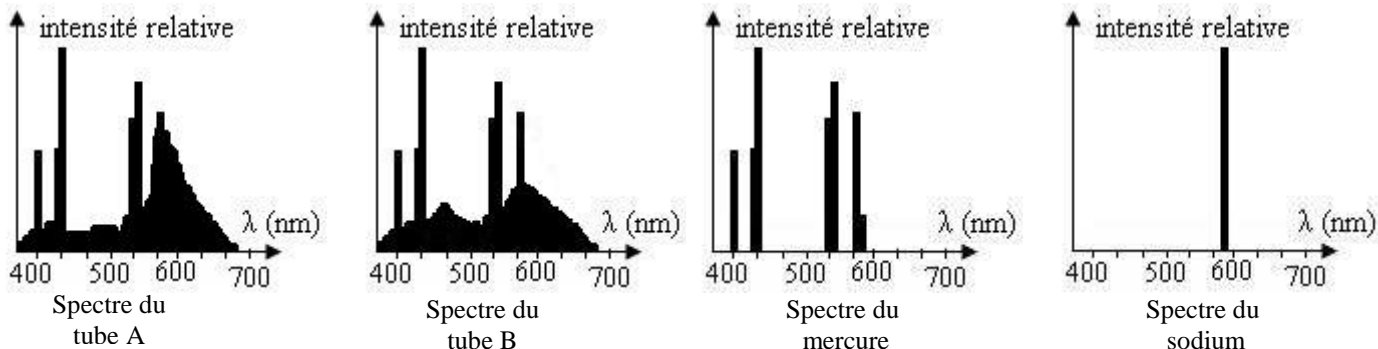 intensité relative
λ (nm)
400 500 600 700
Spectre du
tube A
intensité relative
λ (nm)
400 500 600 700
Spectre du
tube B
intensité relative
λ (nm)
400 500 600 700
Spectre du
mercure
intensité relative
λ (nm)
400 500 600 700
Spectre du
sodium